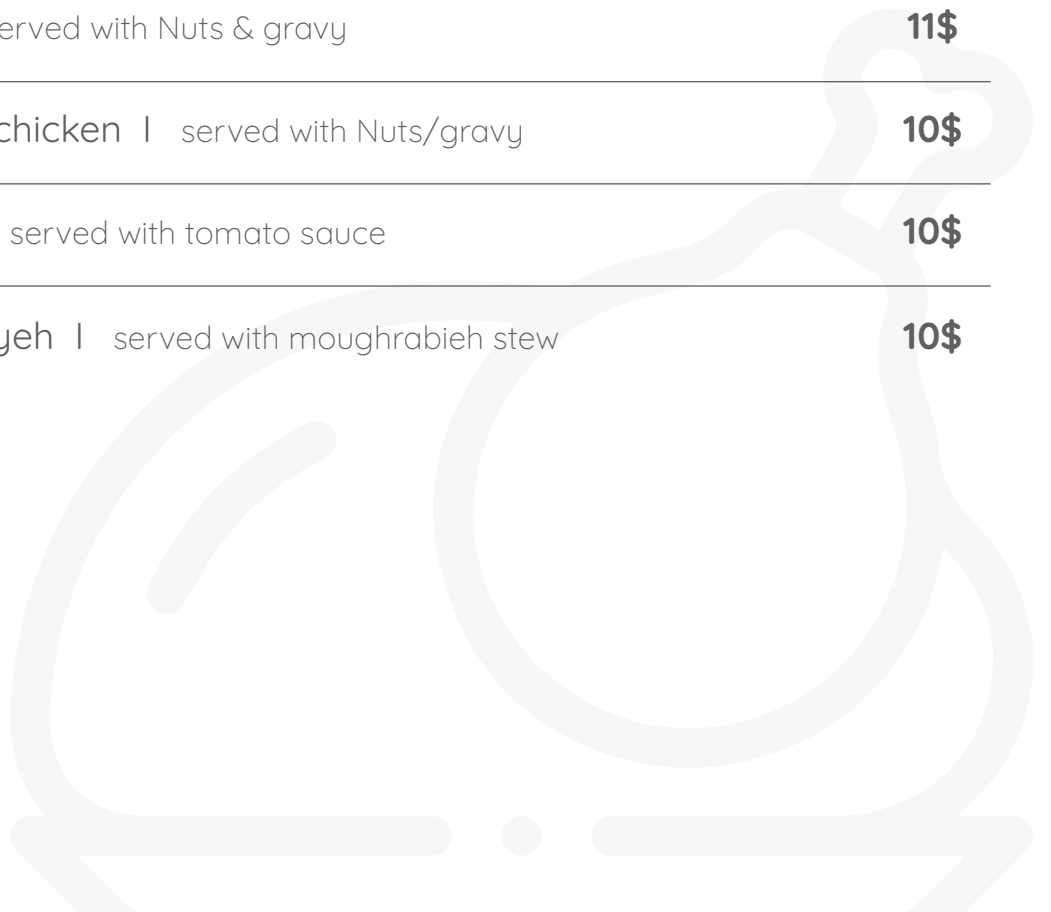 erved with Nuts & gravy 11$
chicken I served with Nuts/gravy 10$
served with tomato sauce 10$
yeh I served with moughrabieh stew 10$